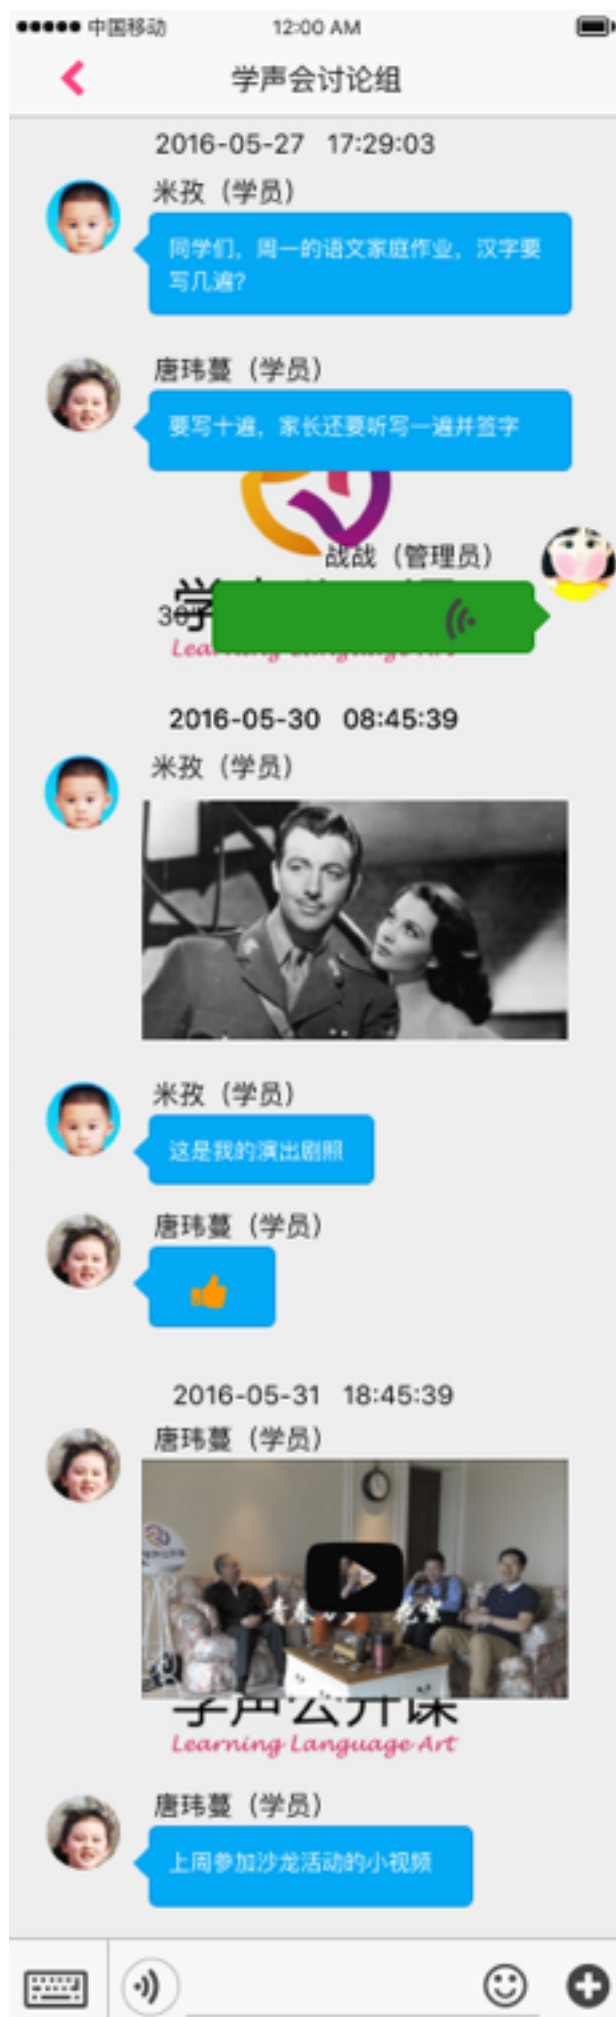 中国移动 12:00 AM
学声会讨论组
2016-05-27 17:29:03
米孜（学员）
同学们，周一的语文家庭作业，汉字要
写几遍?
唐玮蔓（学员）
要写十遍，家长还要听写一遍并签字
战战（管理员）
2016-05-30 08:45:39
米孜（学员）
米孜（学员）
这是我的演出剧照
唐玮蔓（学员）
2016-05-31 18:45:39
唐玮蔓（学员）
学声公开课
Learning Language Art
唐玮蔓（学员）
上周参加沙龙活动的小视频